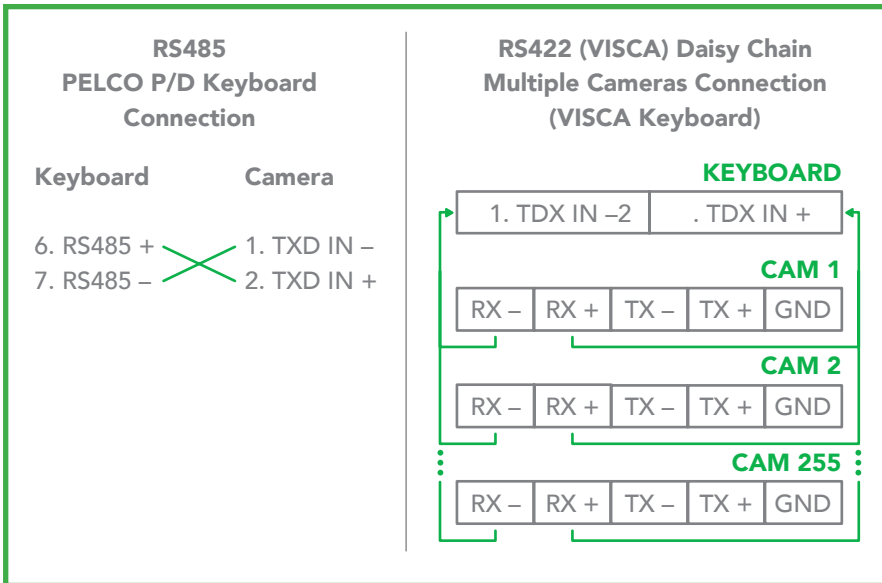 RS485
PELCO P/D Keyboard
Connection
Keyboard Camera
6. RS485 + 1. TXD IN –
7. RS485 – 2. TXD IN +
RS422 (VISCA) Daisy Chain
Multiple Cameras Connection
(VISCA Keyboard)
KEYBOARD
1. TDX IN –2 . TDX IN +
CAM 1
RX – RX + TX – TX + GND
CAM 2
RX – RX + TX – TX + GND
CAM 255
RX – RX + TX – TX + GND